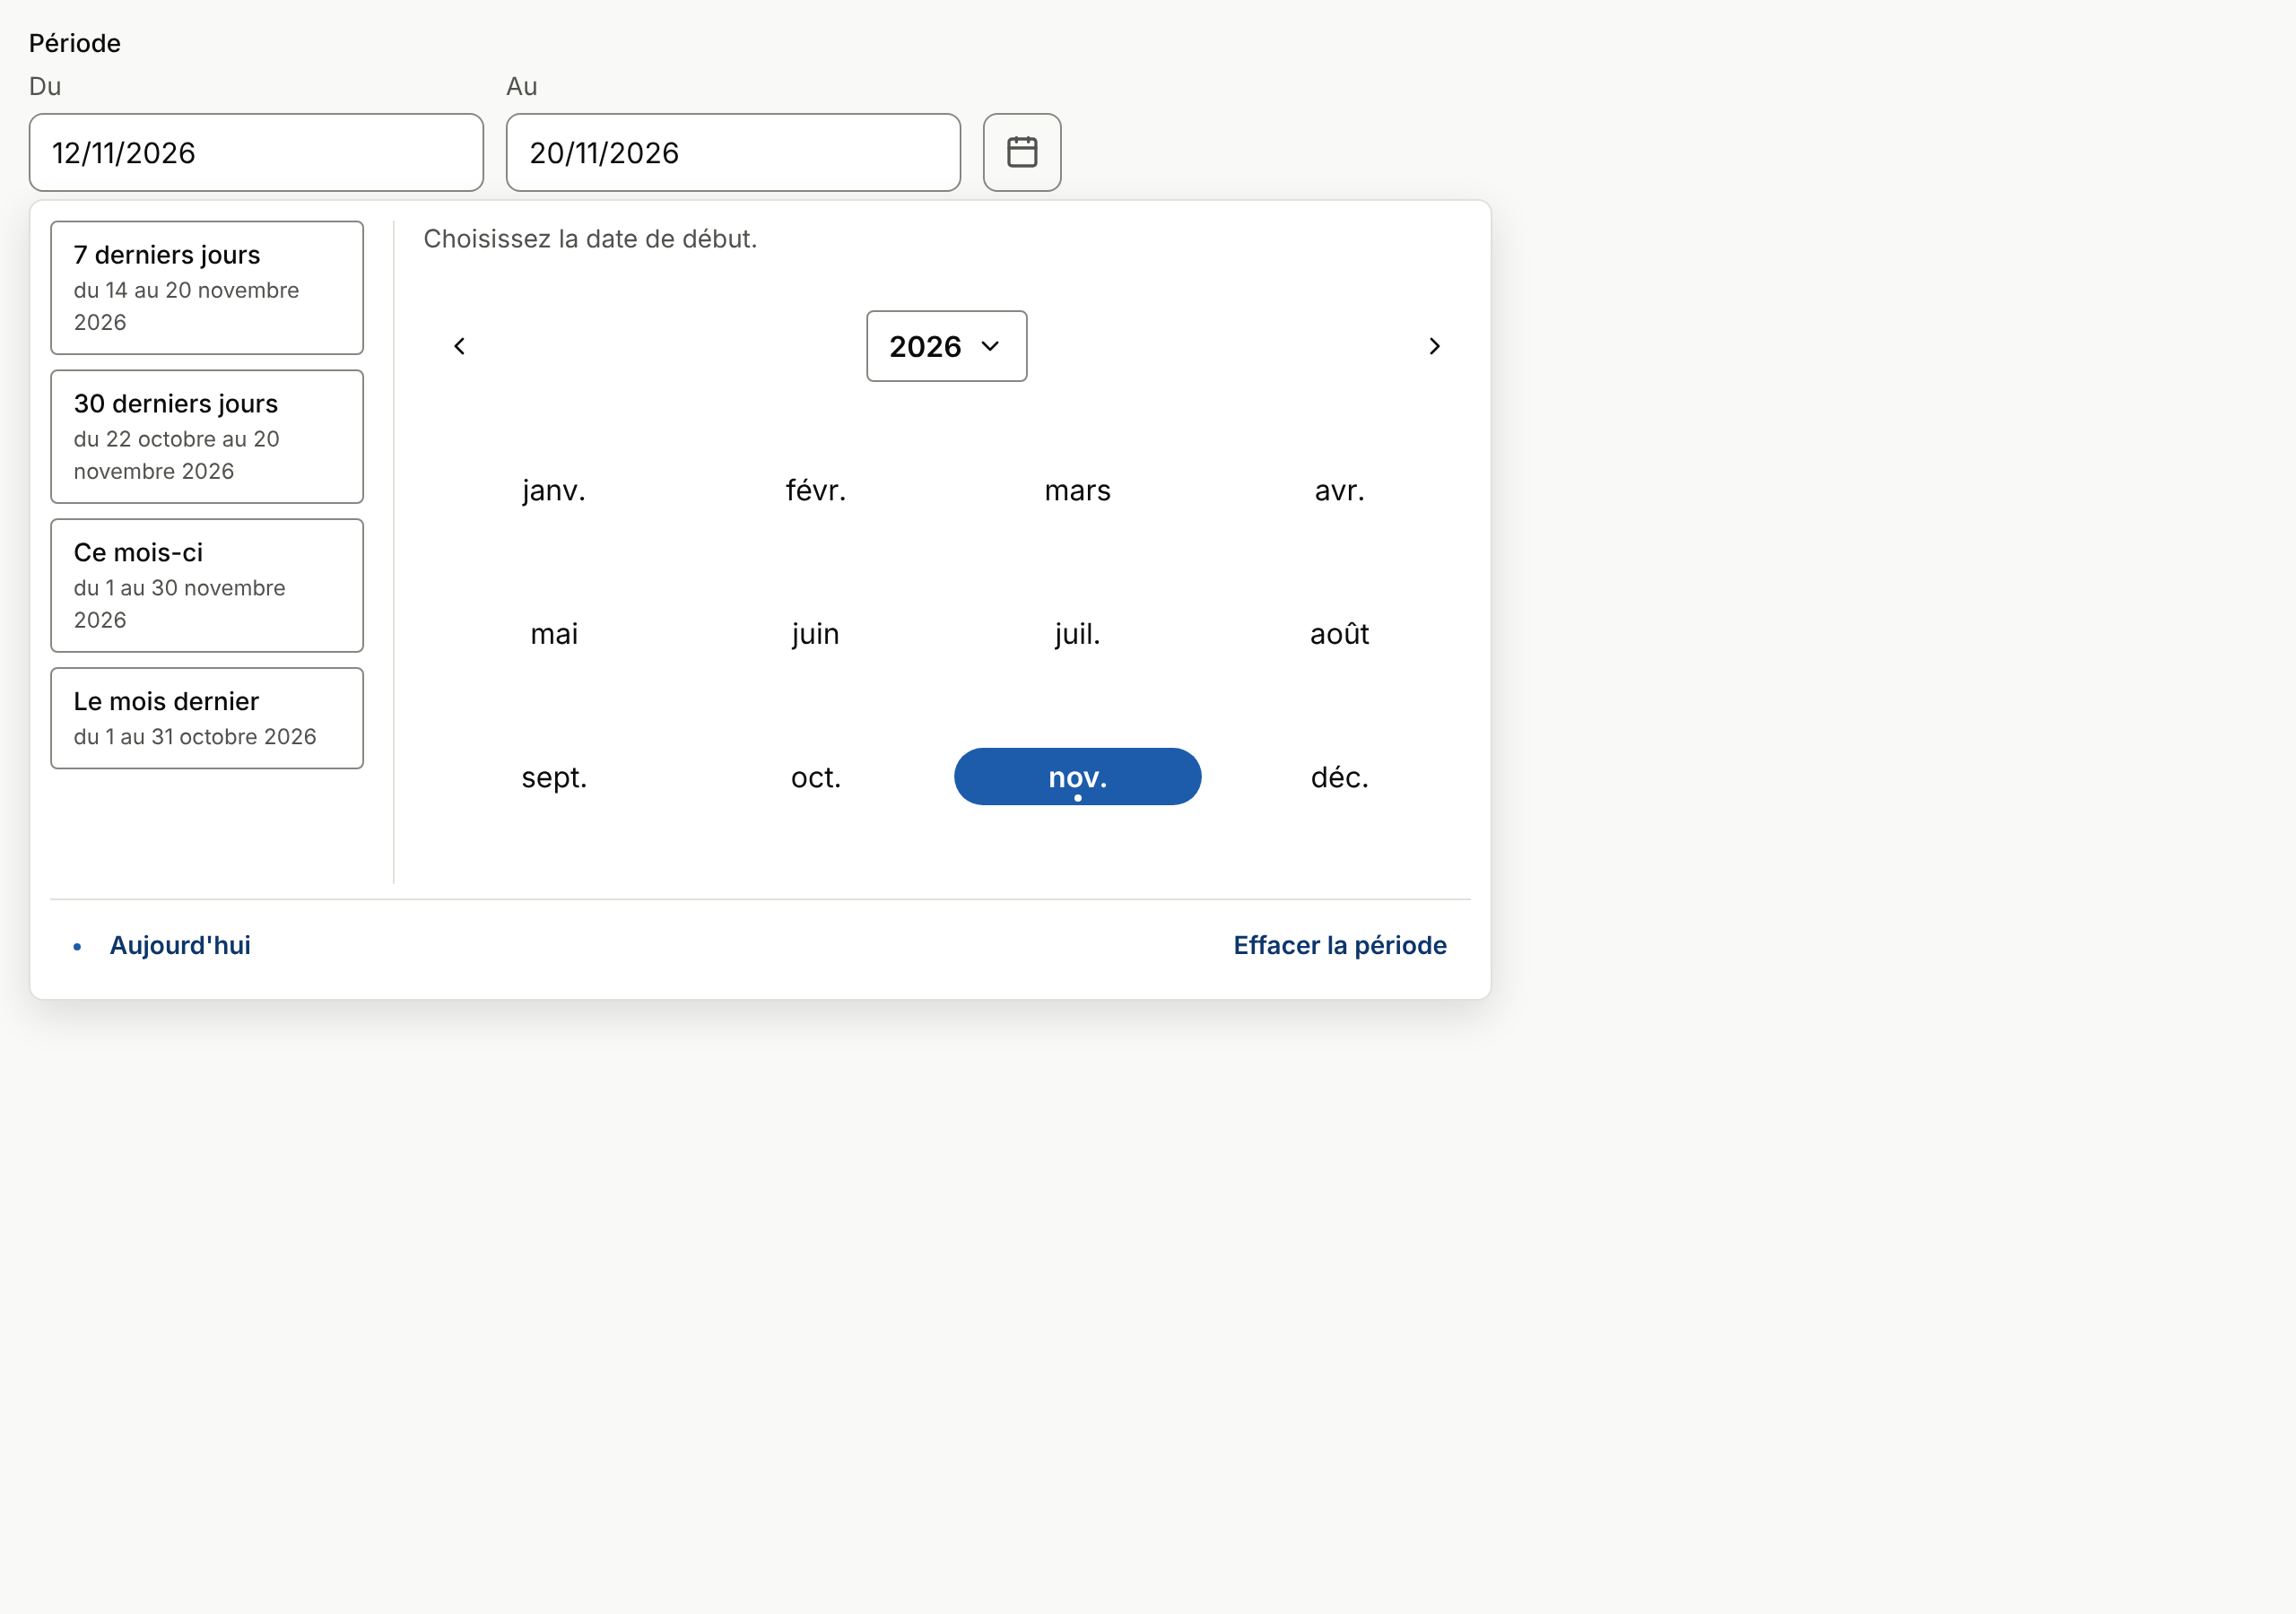 Période
Du
Au
12/11/2026
20/11/2026
7 derniers jours
du 14 au 20 novembre
2026
30 derniers jours
du 22 octobre au 20
novembre 2026
Ce mois-ci
du 1 au 30 novembre
2026
Le mois dernier
du 1 au 31 octobre 2026
Choisissez la date de début.
2026
janv.
févr.
mars
avr.
mai
juin
juil.
août
sept.
oct.
nov.
déc.
Aujourd'hui
Effacer la période